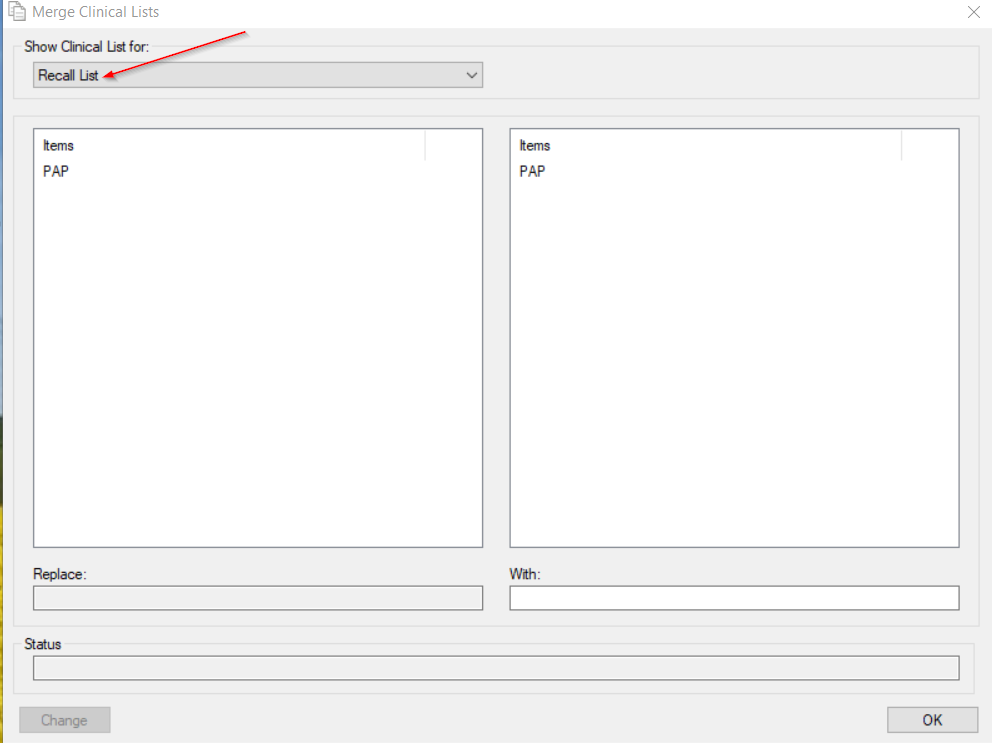 Merge Clinical Lists
Show Clinical List for:
Recall List
Items
PAP
Items
PAP
Replace:
With:
Status
Change
OK